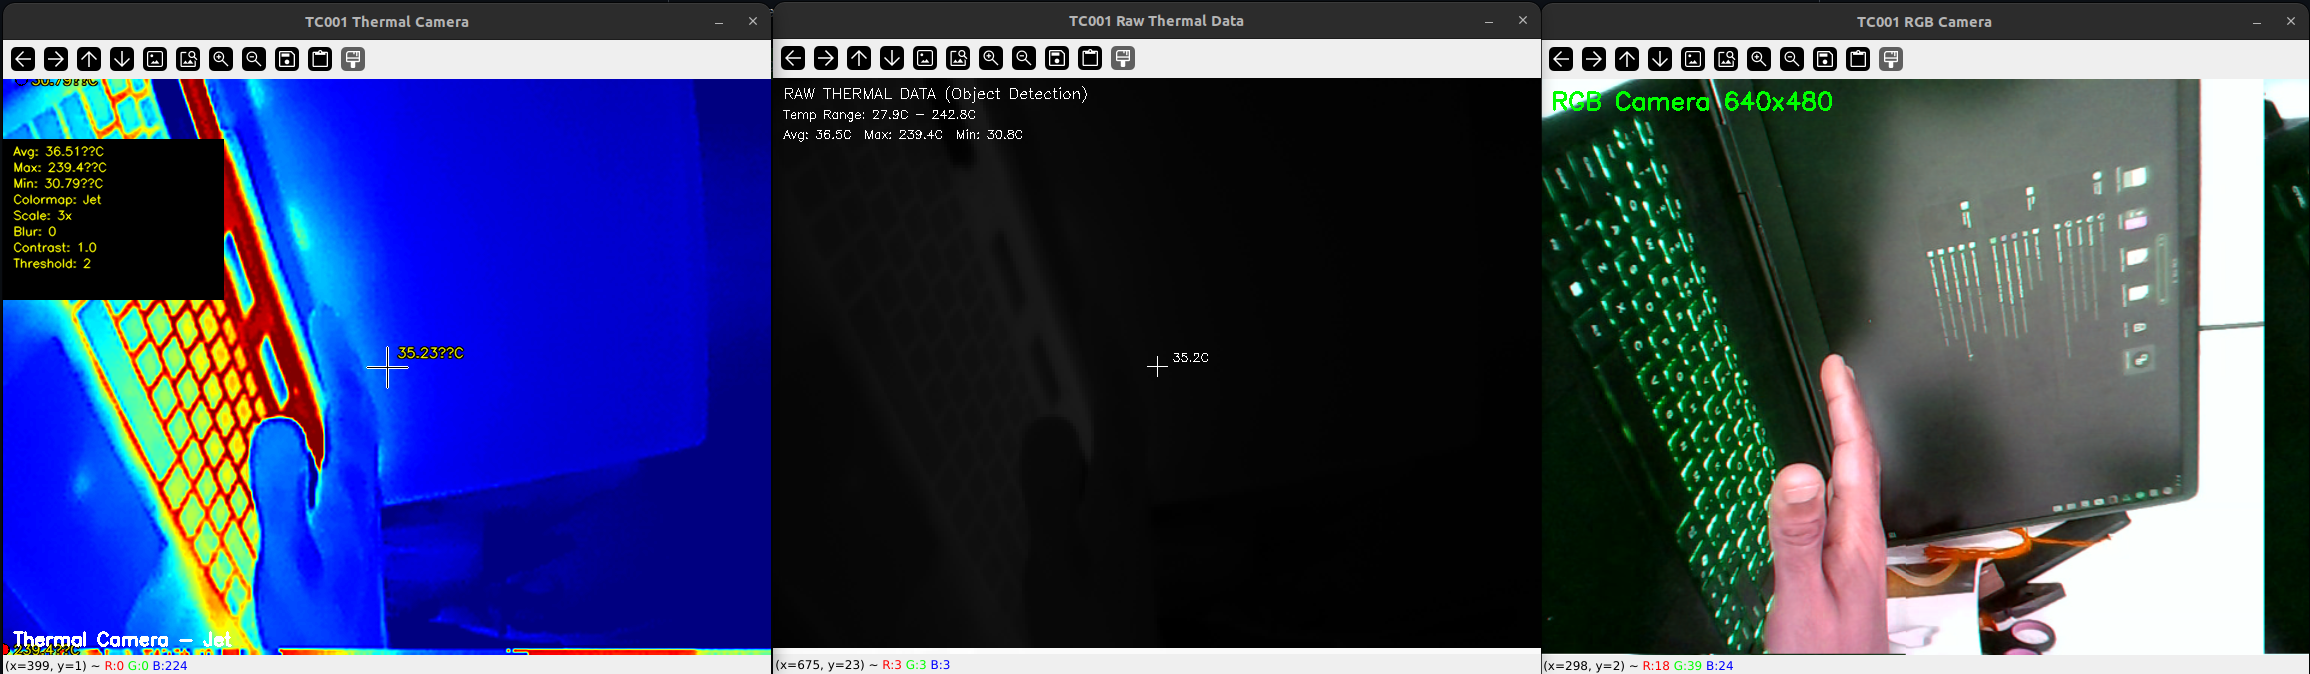 TC001 Thermal Camera
30.79??C
Avg: 36.51??C
Max: 239.4??C
Min: 30.79??C
Colormap: Jet
Scale: 3x
Blur: 0
Contrast: 1.0
Threshold: 2
35.23??C
Thermal Camera - Jet
239.4??C
(x=399, y=1) ~ R:0 G:0 B:224
TC001 Raw Thermal Data
RAW THERMAL DATA (Object Detection)
Temp Range: 27.9C - 242.8C
Avg: 36.5C Max: 239.4C Min: 30.8C
35.2C
(x=675, y=23) ~ R:3 G:3 B:3
TC001 RGB Camera
RGB Camera 640x480
(x=298, y=2) ~ R:18 G:39 B:24